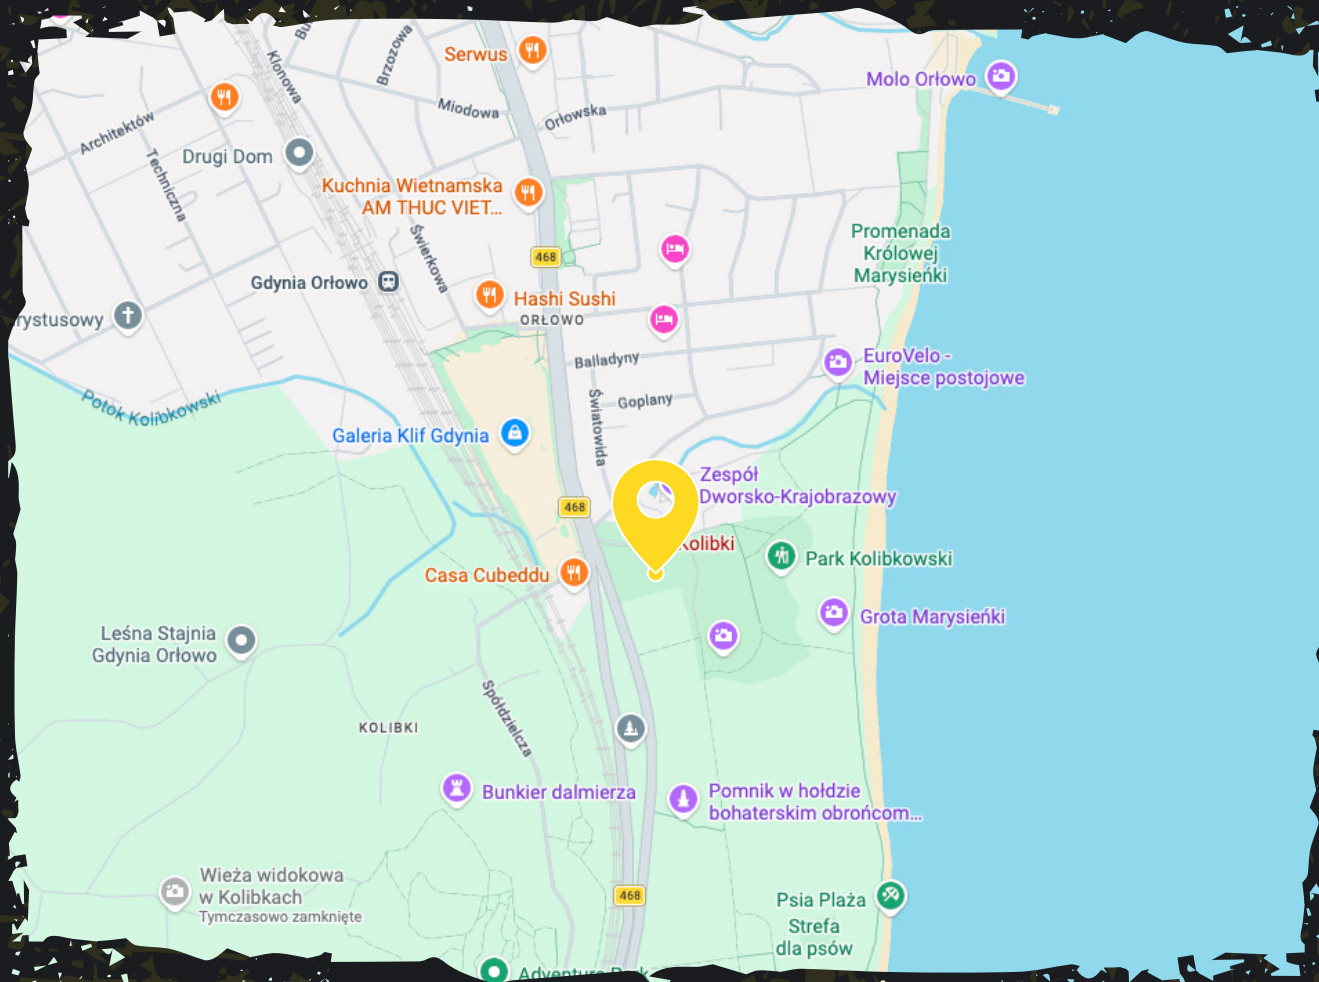 Serwus
Molo Orłowo
Klonowa
Brzozowa
Miodowa
Orłowska
Architektów
Techniczna
Drugi Dom
Kuchnia Wietnamska
AM THUC VIET...
Świerkowa
468
Promenada
Królowej
Marysieńki
Gdynia Orłowo
Hashi Sushi
ORŁOWO
rystusowy
Balladyny
EuroVelo -
Miejsce postojowe
Potok Kolibkowski
Goplany
Światowida
Galeria Klif Gdynia
Zespół
Dworsko-Krajobrazowy
468
Kolibki
Park Kolibkowski
Casa Cubeddu
Grota Marysieńki
Leśna Stajnia
Gdynia Orłowo
Spółdzielcza
KOLIBKI
Bunkier dalmierza
Pomnik w hołdzie
bohaterskim obrońcom...
Wieża widokowa
w Kolibkach
Tymczasowo zamknięte
468
Psia Plaża
Strefa
dla psów
Adventure Park